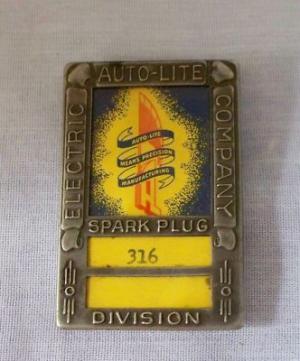 AUTO-LITE
ELECTRIC
COMPANY
AUTO-LITE
MEANS PRECISION
MANUFACTURING
SPARK PLUG
316
DIVISION